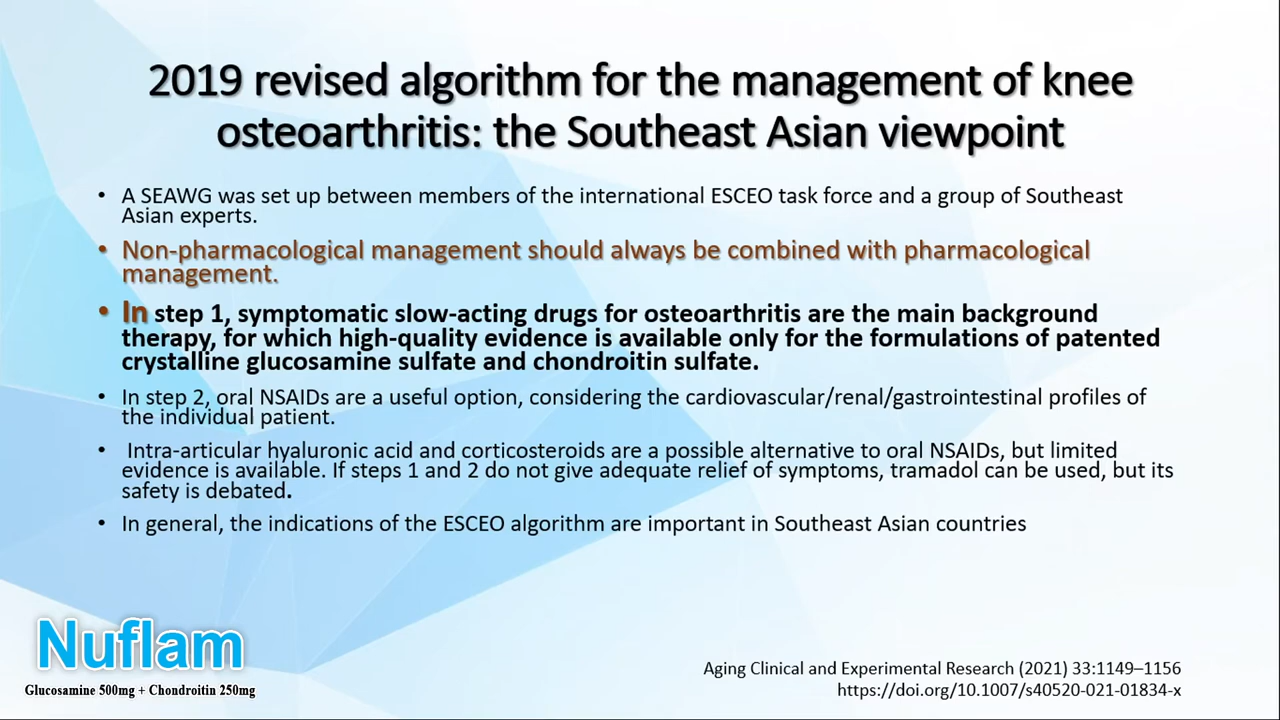 2019 revised algorithm for the management of knee
osteoarthritis: the Southeast Asian viewpoint
• A SEAWG was set up between members of the international ESCEO task force and a group of Southeast
Asian experts.
• Non-pharmacological management should always be combined with pharmacological
management.
• In step 1, symptomatic slow-acting drugs for osteoarthritis are the main background
therapy, for which high-quality evidence is available only for the formulations of patented
crystalline glucosamine sulfate and chondroitin sulfate.
• In step 2, oral NSAIDs are a useful option, considering the cardiovascular/renal/gastrointestinal profiles of
the individual patient.
• Intra-articular hyaluronic acid and corticosteroids are a possible alternative to oral NSAIDs, but limited
evidence is available. If steps 1 and 2 do not give adequate relief of symptoms, tramadol can be used, but its
safety is debated.
• In general, the indications of the ESCEO algorithm are important in Southeast Asian countries
Nuflam
Glucosamine 500mg + Chondroitin 250mg
Aging Clinical and Experimental Research (2021) 33:1149–1156
https://doi.org/10.1007/s40520-021-01834-x